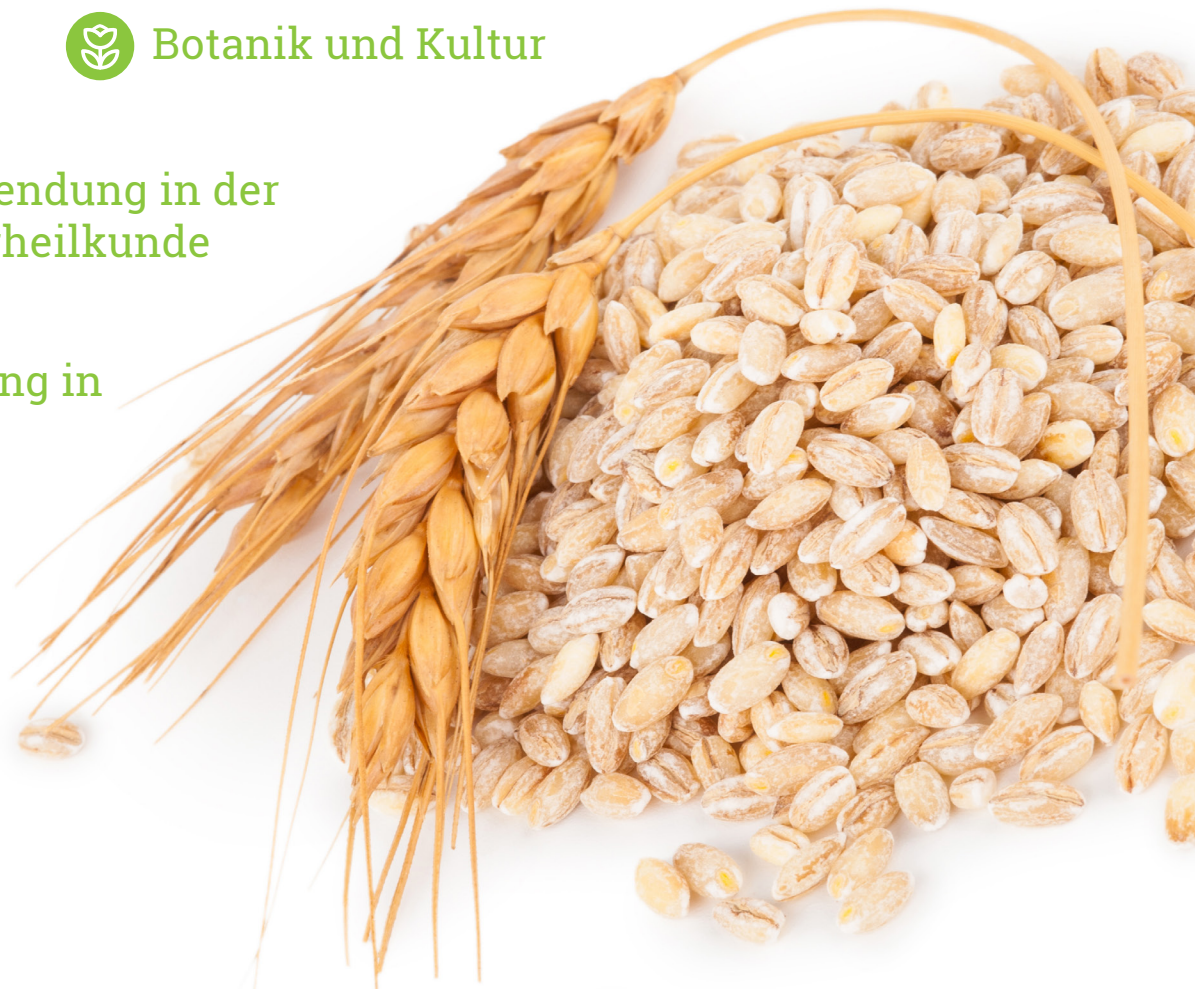 Botanik und Kultur
endung in der
heilkunde
ng in